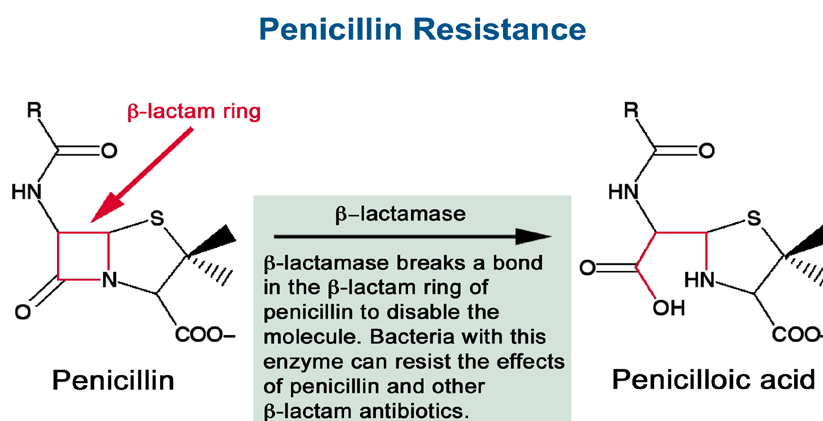 Penicillin Resistance
β-lactam ring
R
O
HN
S
N
O
COO–
Penicillin
β–lactamase
β-lactamase breaks a bond
in the β-lactam ring of
penicillin to disable the
molecule. Bacteria with this
enzyme can resist the effects
of penicillin and other
β-lactam antibiotics.
R
O
HN
S
O
HN
OH
COO–
Penicilloic acid